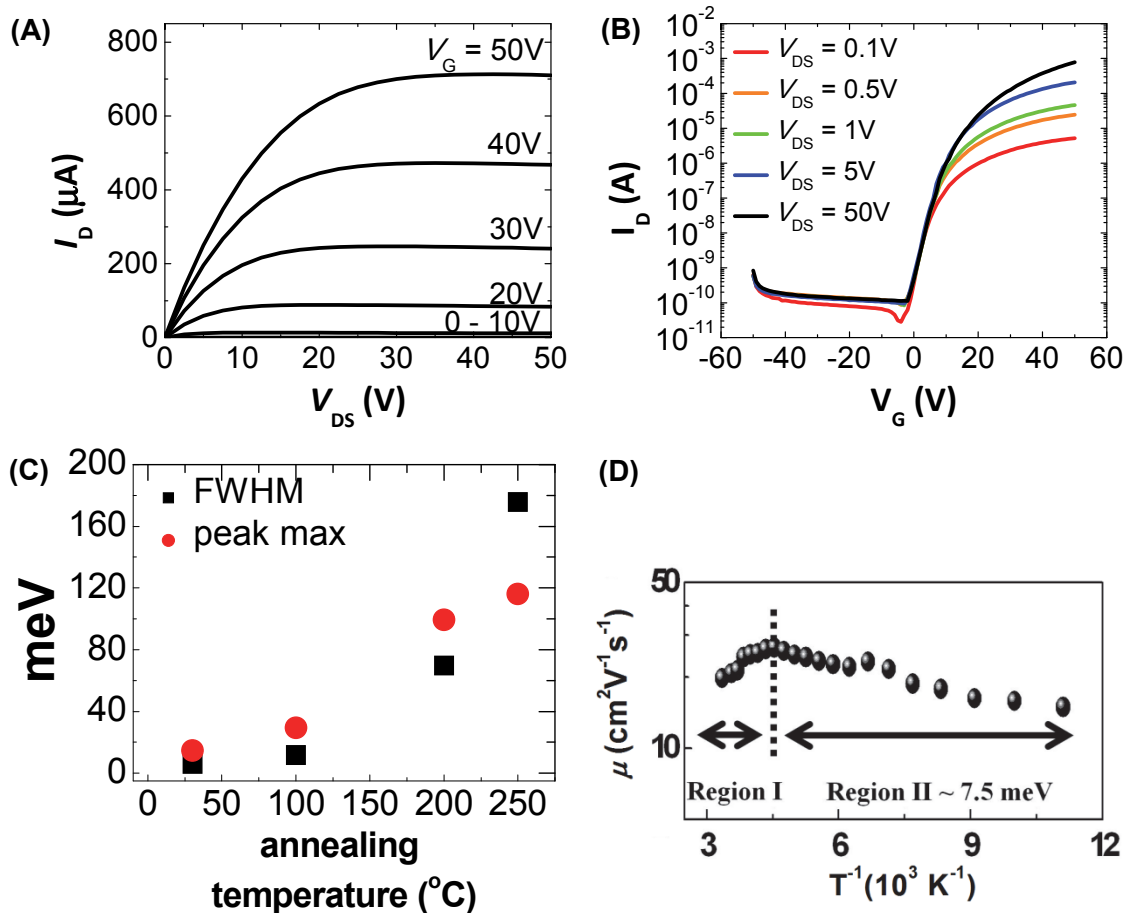 (A)
800
600
400
200
0
0 10 20 30 40 50
I_D (μA)
V_DS (V)
V_G = 50V
40V
30V
20V
0 - 10V
(B)
10⁻³
10⁻⁴
10⁻⁵
10⁻⁶
10⁻⁷
10⁻⁸
10⁻⁹
10⁻¹⁰
10⁻¹¹
-60 -40 -20 0 20 40 60
I_D (A)
V_G (V)
V_DS = 0.1V
V_DS = 0.5V
V_DS = 1V
V_DS = 5V
V_DS = 50V
(C)
200
160
120
80
40
0
0 50 100 150 200 250
meV
FWHM
peak max
annealing
temperature (°C)
(D)
50
10
μ (cm²V⁻¹s⁻¹)
Region I
Region II ~ 7.5 meV
3 6 9 12
T⁻¹(10³ K⁻¹)